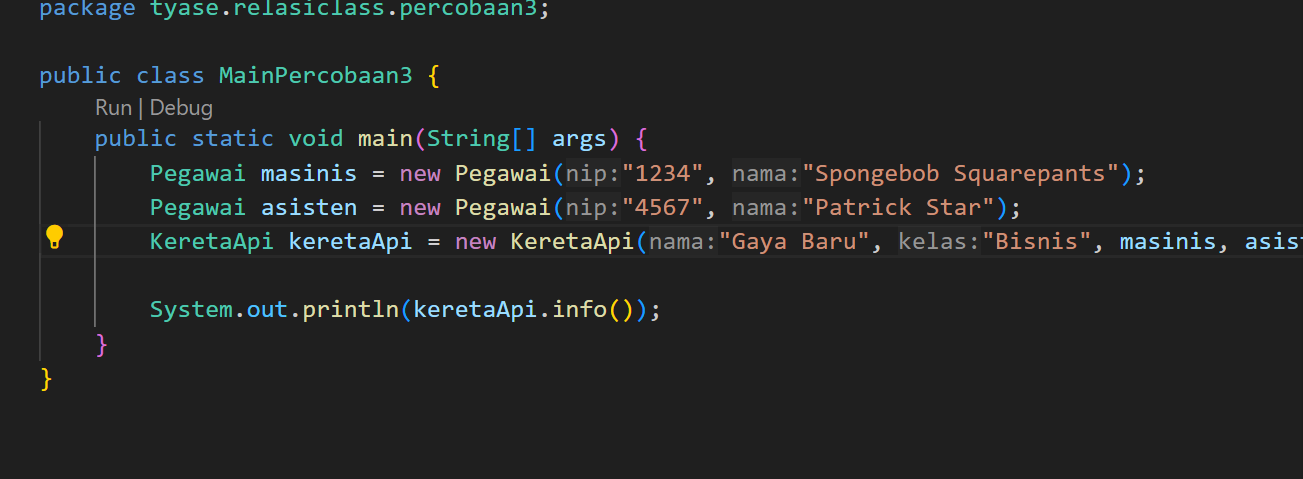 package tyase.relasiclass.percobaan3;
public class MainPercobaan3 {
Run | Debug
public static void main(String[] args) {
Pegawai masinis = new Pegawai(nip:"1234", nama:"Spongebob Squarepants");
Pegawai asisten = new Pegawai(nip:"4567", nama:"Patrick Star");
KeretaApi keretaApi = new KeretaApi(nama:"Gaya Baru", kelas:"Bisnis", masinis,
System.out.println(keretaApi.info());
}
}